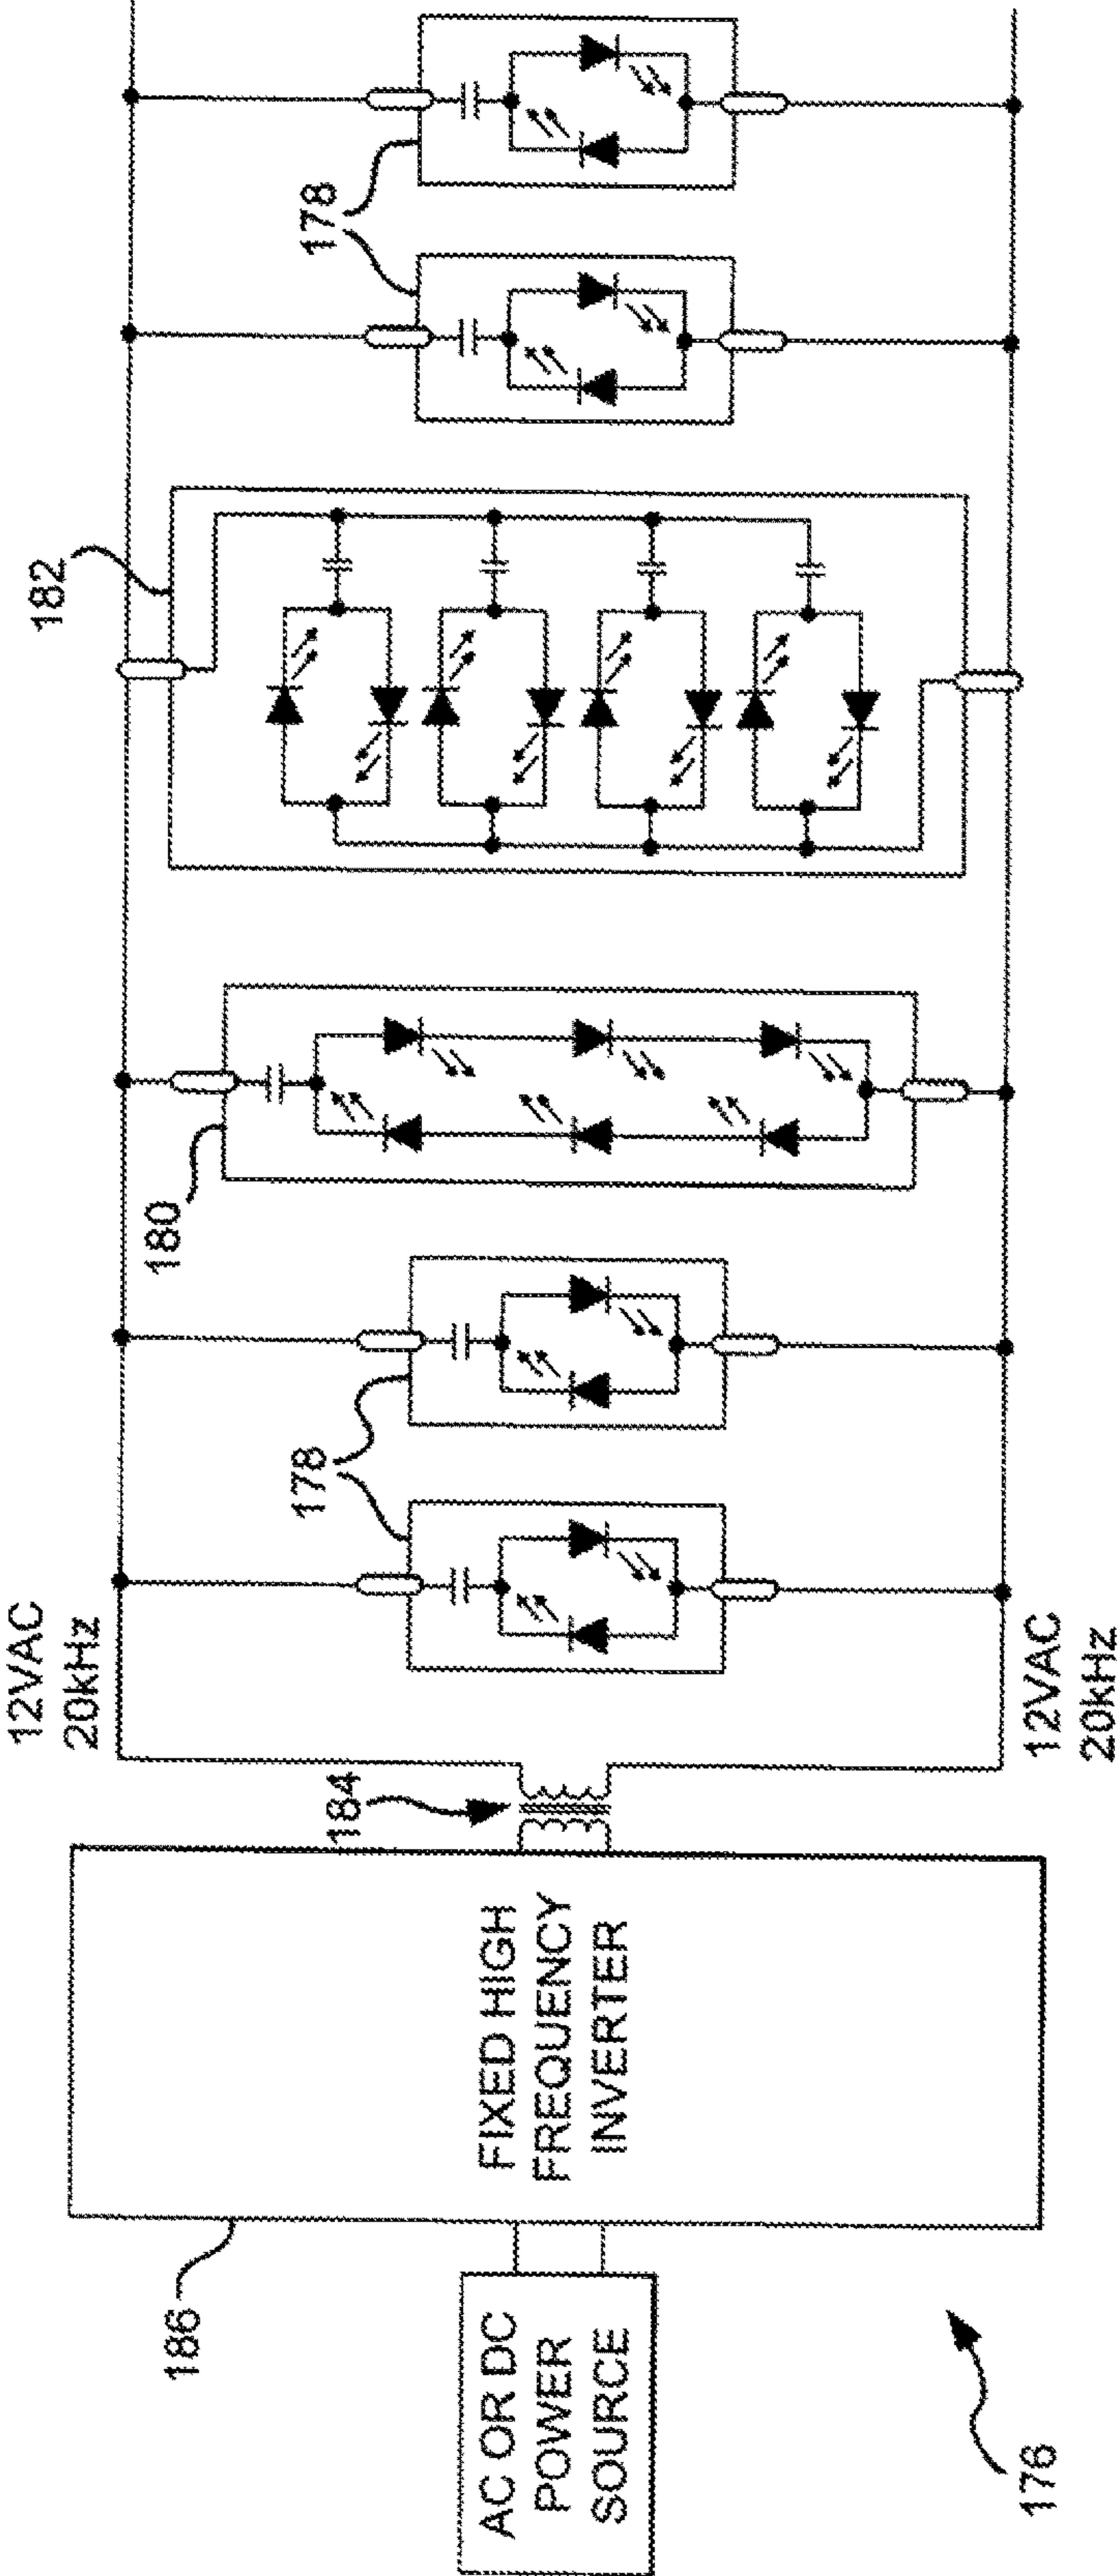 12VAC
20kHz
182
178
180
178
184
186
FIXED HIGH
FREQUENCY
INVERTER
AC OR DC
POWER
SOURCE
176
12VAC
20kHz